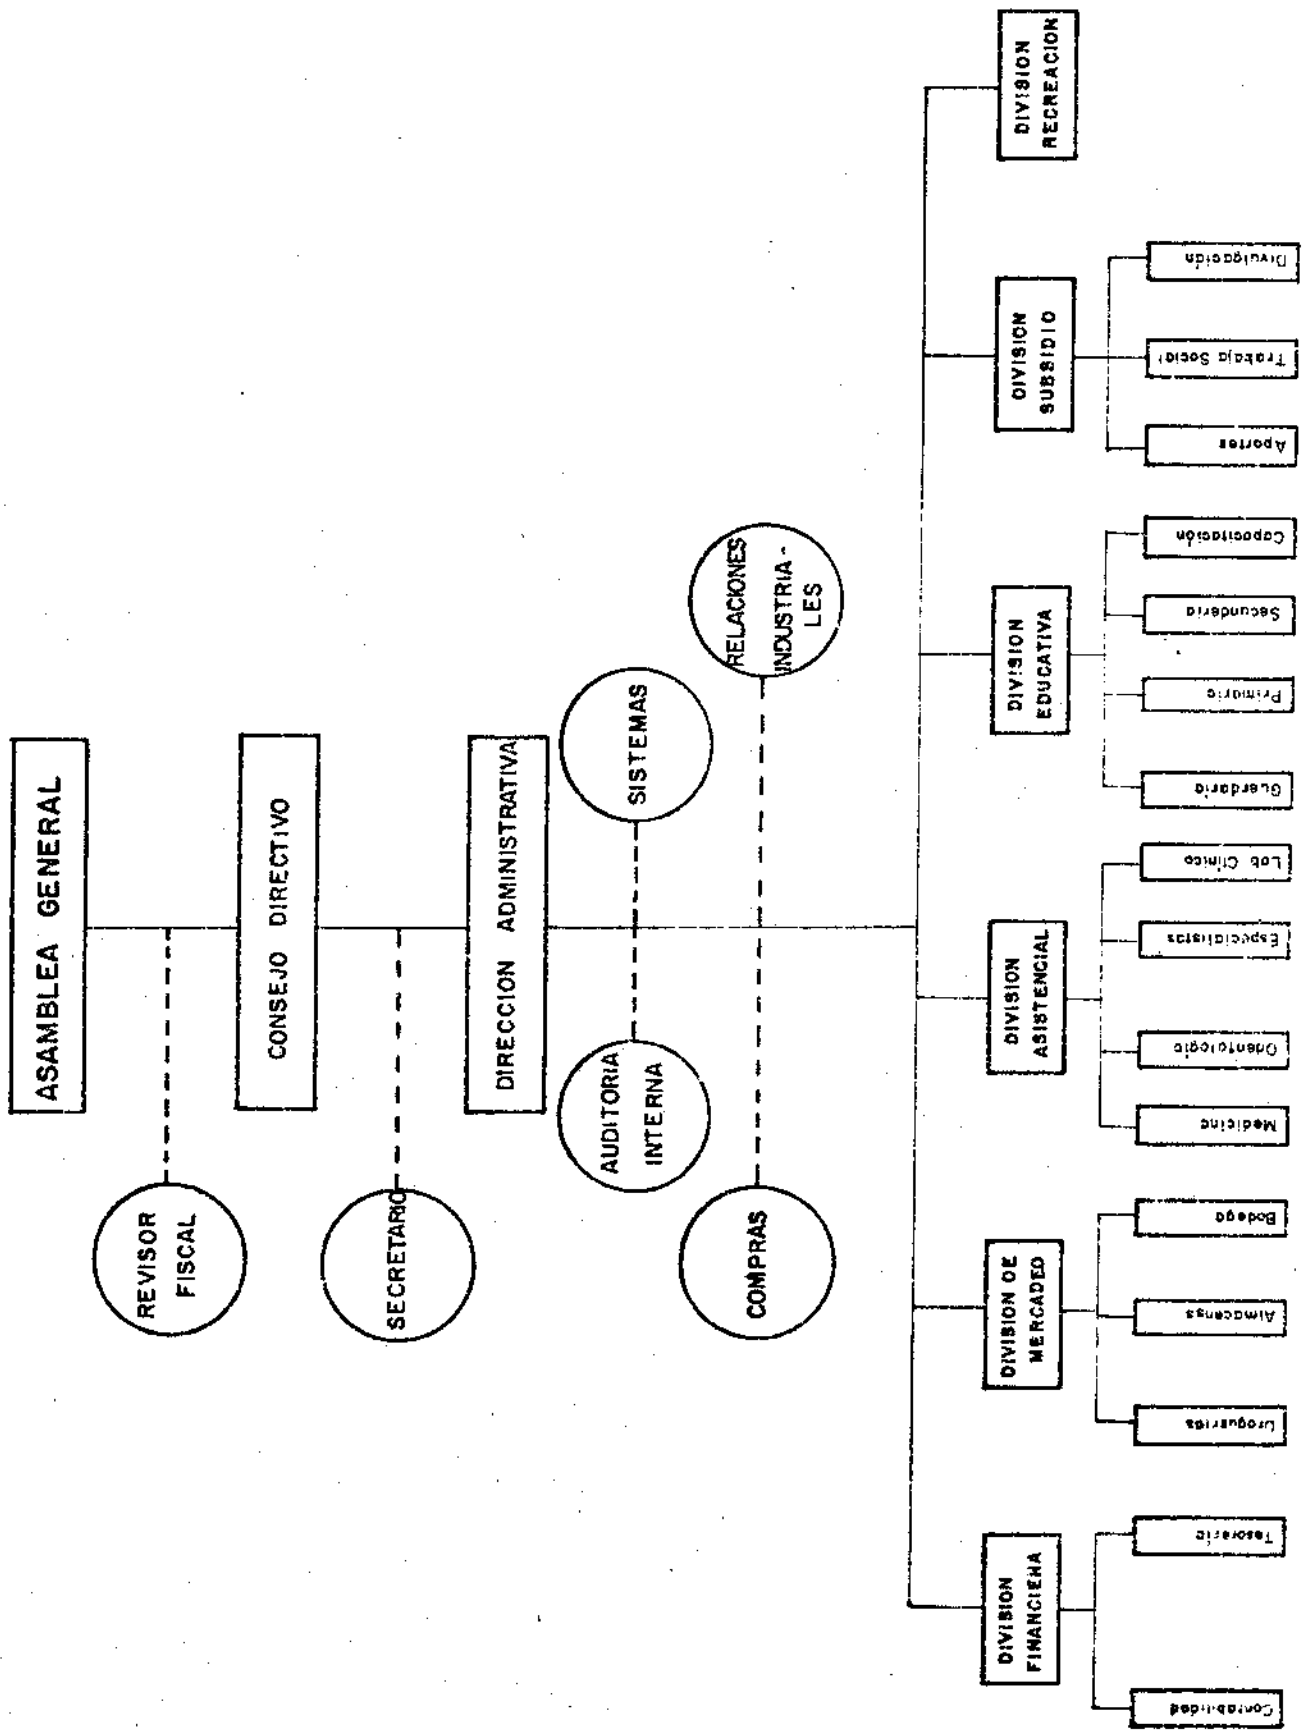 ASAMBLEA GENERAL
REVISOR
FISCAL
CONSEJO DIRECTIVO
SECRETARIO
DIRECCION ADMINISTRATIVA
AUDITORIA
INTERNA
SISTEMAS
COMPRAS
RELACIONES
INDUSTRIA-
LES
DIVISION
FINANCIERA
DIVISION DE
MERCADEO
DIVISION
ASISTENCIAL
DIVISION
EDUCATIVA
DIVISION
SUBSIDIO
DIVISION
RECREACION
Contabilidad
Tesorería
Droguerías
Almacenes
Bodega
Medicina
Odontología
Especialistas
Lab Clínico
Guardaría
Primaria
Secundaria
Capacitación
Aportes
Trabajo Social
Divulgación